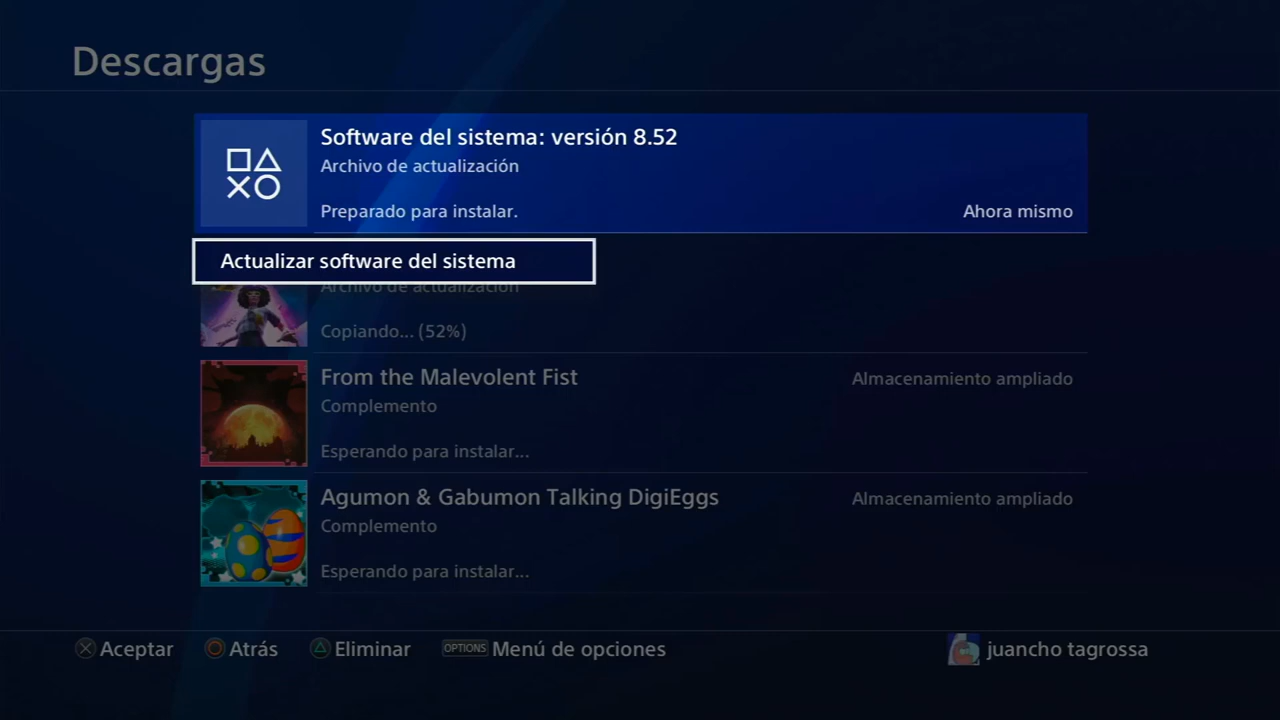 Descargas
Software del sistema: versión 8.52
Archivo de actualización
Preparado para instalar.
Ahora mismo
Actualizar software del sistema
Archivo de actualización
Copiando... (52%)
From the Malevolent Fist
Almacenamiento ampliado
Complemento
Esperando para instalar...
Agumon & Gabumon Talking DigiEggs
Almacenamiento ampliado
Complemento
Esperando para instalar...
Aceptar
Atrás
Eliminar
OPTIONS Menú de opciones
juancho tagrossa